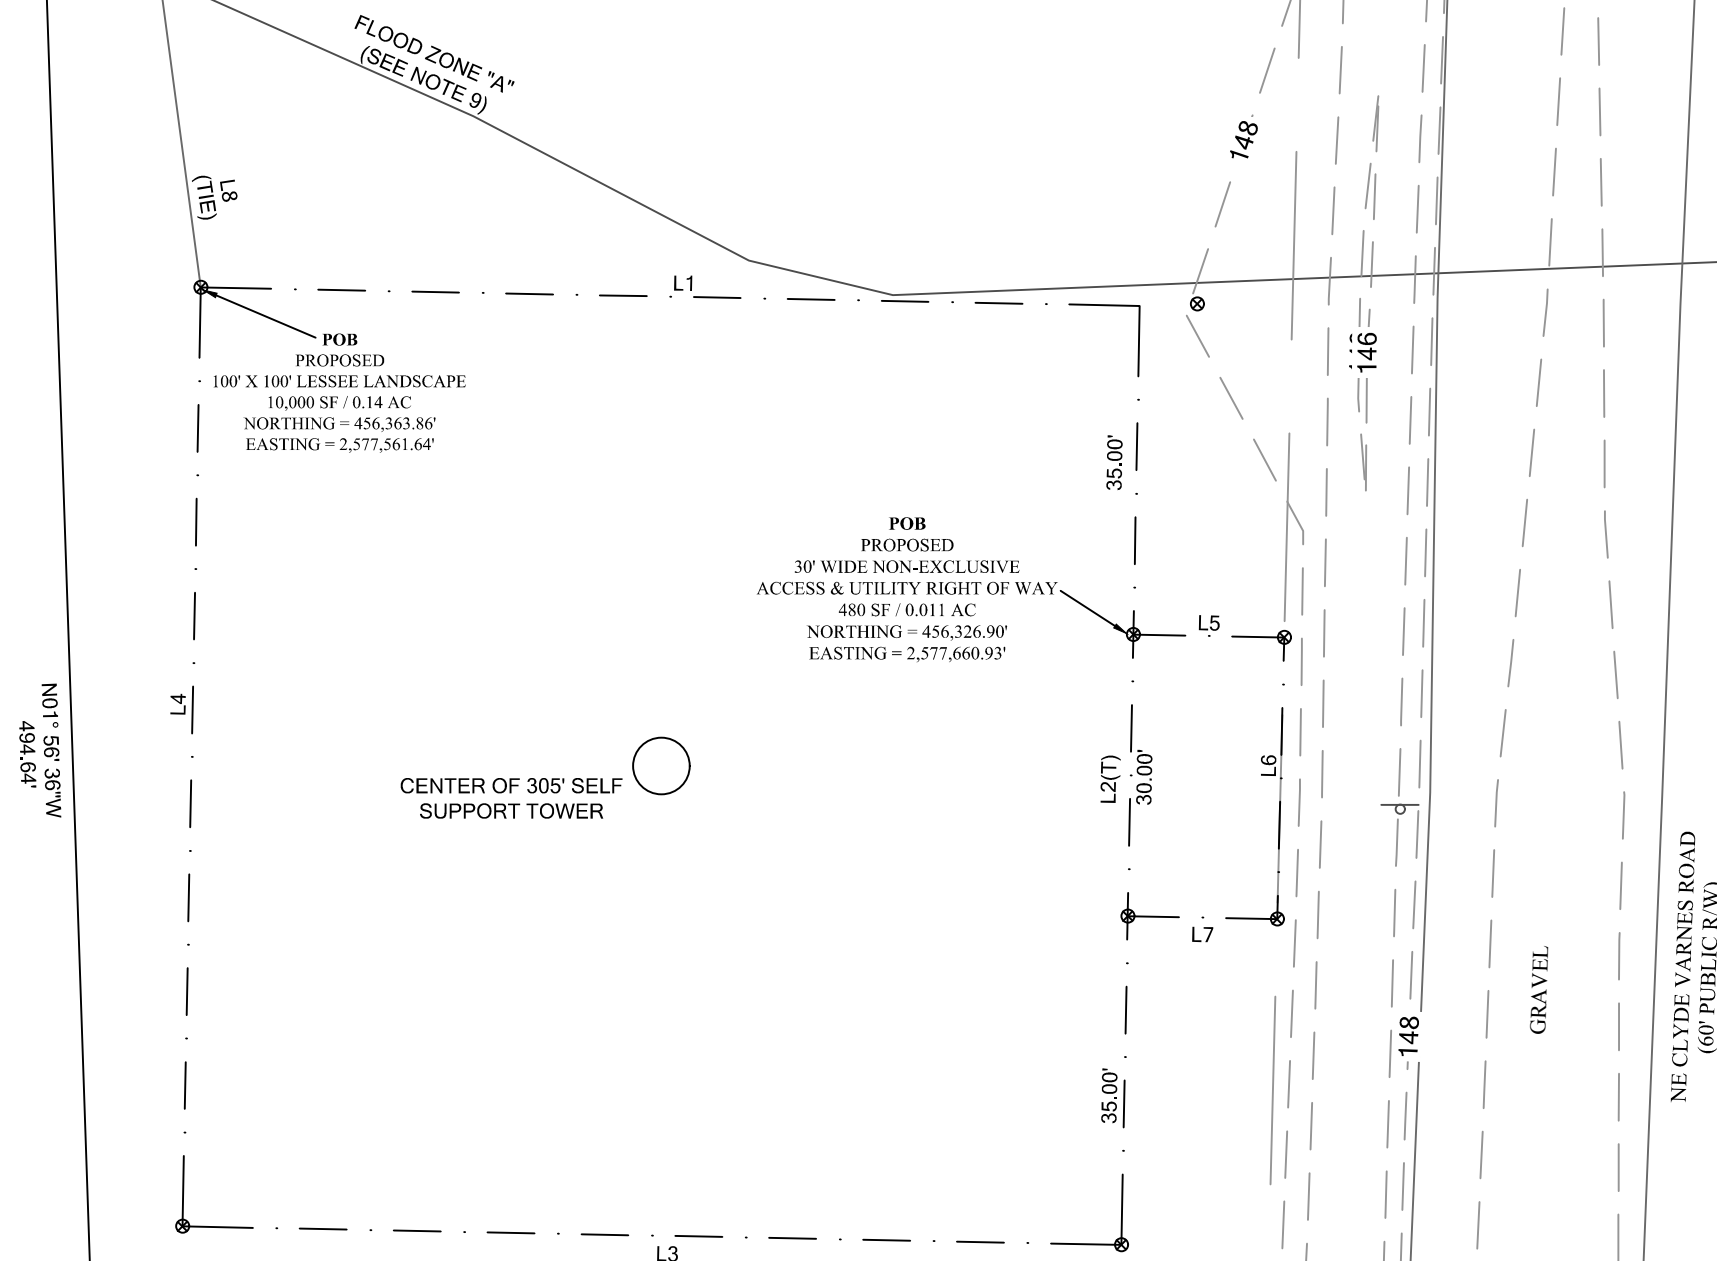 FLOOD ZONE "A"
(SEE NOTE 9)
148
L8
(TIE)
L1
POB
PROPOSED
100' X 100' LESSEE LANDSCAPE
10,000 SF / 0.14 AC
NORTHING = 456,363.86'
EASTING = 2,577,561.64'
146
35.00'
POB
PROPOSED
30' WIDE NON-EXCLUSIVE
ACCESS & UTILITY RIGHT OF WAY
480 SF / 0.011 AC
NORTHING = 456,326.90'
EASTING = 2,577,660.93'
L5
L4
N01° 56' 36"W
494.64'
CENTER OF 305' SELF
SUPPORT TOWER
L2(T)
30.00'
L6
L7
GRAVEL
NE CLYDE VARNES ROAD
(60' PUBLIC R/W)
148
35.00'
L3